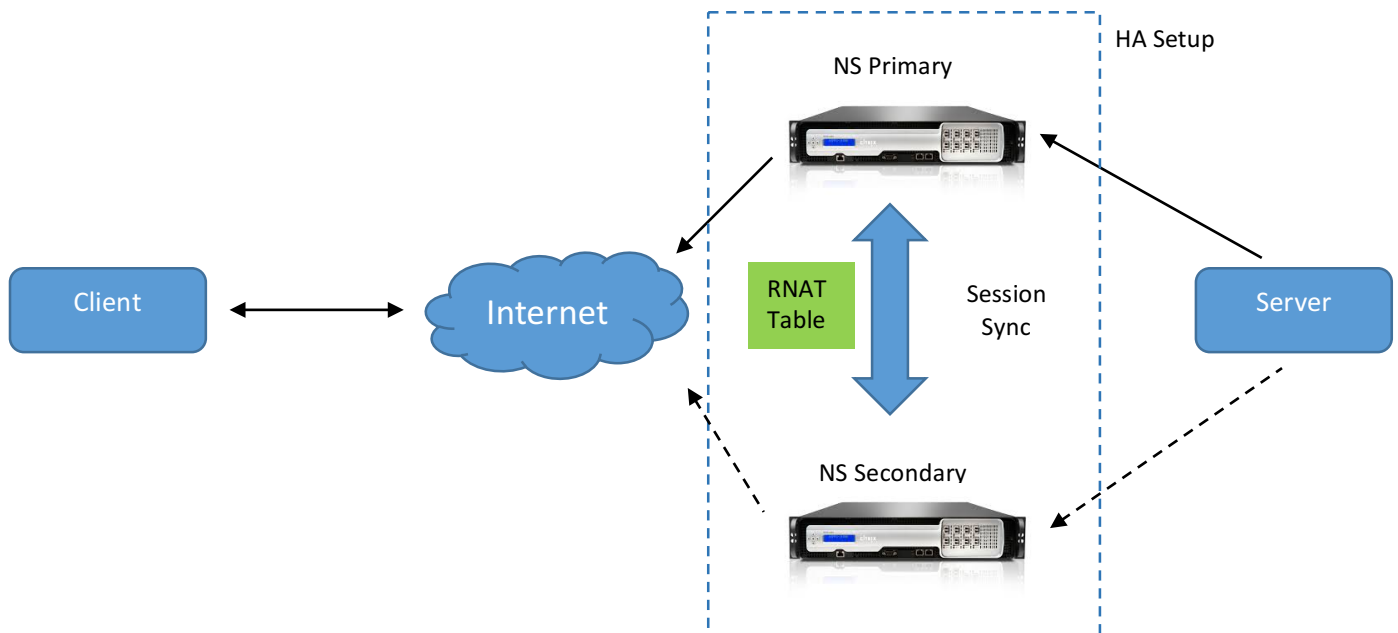 HA Setup
NS Primary
Client
Internet
RNAT
Table
Session
Sync
Server
NS Secondary